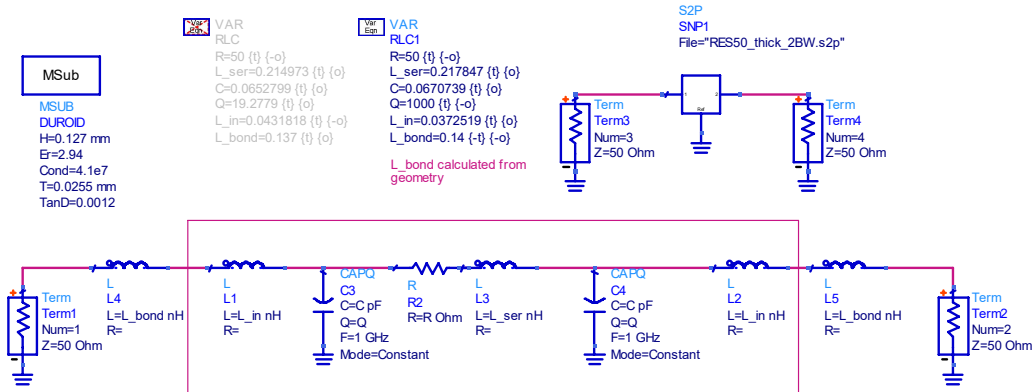 Var
Eqn
VAR
RLC
R=50 {t} {-o}
L_ser=0.214973 {t} {o}
C=0.0652799 {t} {o}
Q=19.2779 {t} {o}
L_in=0.0431818 {t} {-o}
L_bond=0.137 {t} {o}
Var
Eqn
VAR
RLC1
R=50 {t} {-o}
L_ser=0.217847 {t} {o}
C=0.0670739 {t} {o}
Q=1000 {t} {-o}
L_in=0.0372519 {t} {o}
L_bond=0.14 {-t} {-o}
L_bond calculated from
geometry
S2P
SNP1
File="RES50_thick_2BW.s2p"
MSub
MSUB
DUROID
H=0.127 mm
Er=2.94
Cond=4.1e7
T=0.0255 mm
TanD=0.0012
+
-
Term
Term3
Num=3
Z=50 Ohm
1
2
Ref
+
-
Term
Term4
Num=4
Z=50 Ohm
+
-
Term
Term1
Num=1
Z=50 Ohm
L
L4
L=L_bond nH
R=
L
L1
L=L_in nH
R=
CAPQ
C3
C=C pF
Q=Q
F=1 GHz
Mode=Constant
R
R2
R=R Ohm
L
L3
L=L_ser nH
R=
CAPQ
C4
C=C pF
Q=Q
F=1 GHz
Mode=Constant
L
L2
L=L_in nH
R=
L
L5
L=L_bond nH
R=
+
-
Term
Term2
Num=2
Z=50 Ohm